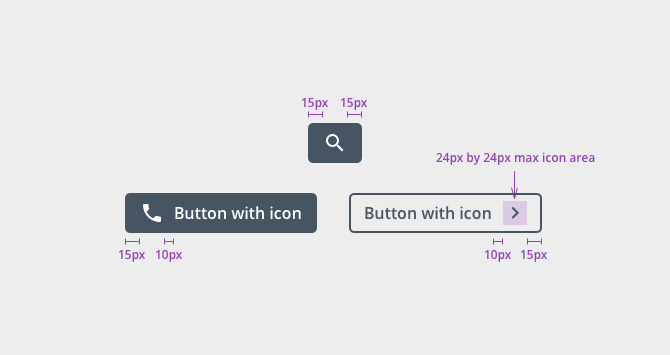 15px 15px
24px by 24px max icon area
Button with icon Button with icon
15px 10px 10px 15px